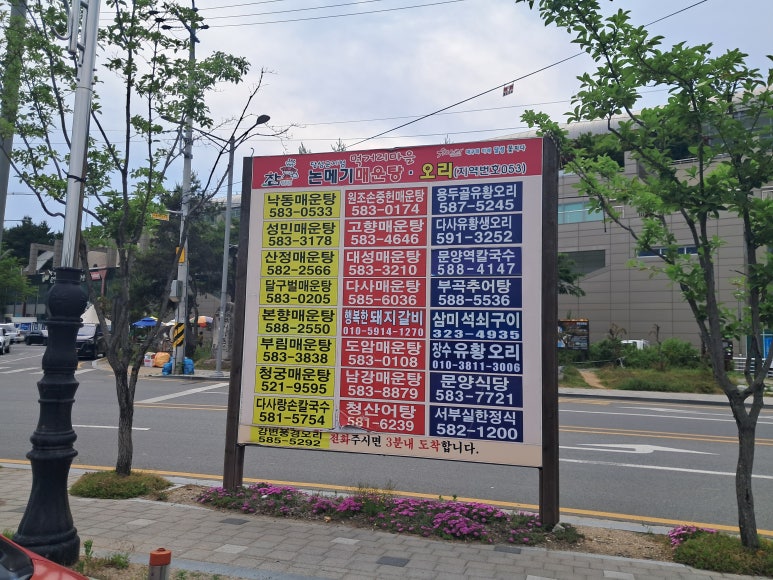 먹거리마을
참 논메기매운탕·오리(지역번호053)
낙동매운탕
583-0533
성민매운탕
583-3178
산정매운탕
582-2566
달구벌매운탕
583-0205
본향매운탕
588-2550
부림매운탕
583-3838
청궁매운탕
521-9595
다사랑손칼국수
581-5754
강변풍경오리
585-5292
원조손중헌매운탕
583-0174
고향매운탕
583-4646
대성매운탕
583-3210
다사매운탕
585-6036
행복한돼지갈비
010-5914-1270
도암매운탕
583-0108
남강매운탕
583-8879
청산어탕
581-6239
용두골유황오리
587-5245
다사유황생오리
591-3252
문양역칼국수
588-4147
부곡추어탕
588-5536
삼미석쇠구이
323-4935
장수유황오리
010-3811-3006
문양식당
583-7721
서부실한정식
582-1200
전화주시면 3분내 도착합니다.